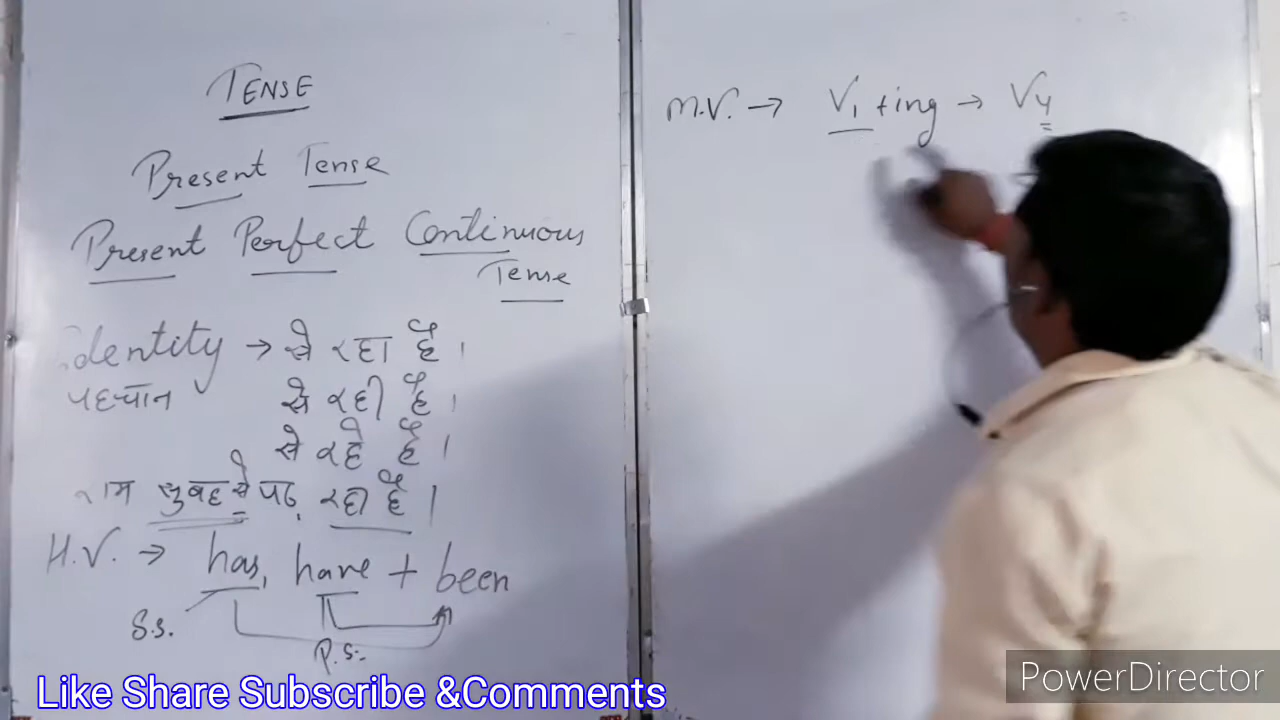 TENSE
Present Tense
Present Perfect Continuous
Tense
Identity → से रहा है।
पहचान से रही है।
से रहे हैं।
राम सुबह से पढ़ रहा है।
H.V. → has, have + been
S.S.
P.S.
M.V. → V1 + ing → V4
Like Share Subscribe &Comments
PowerDirector